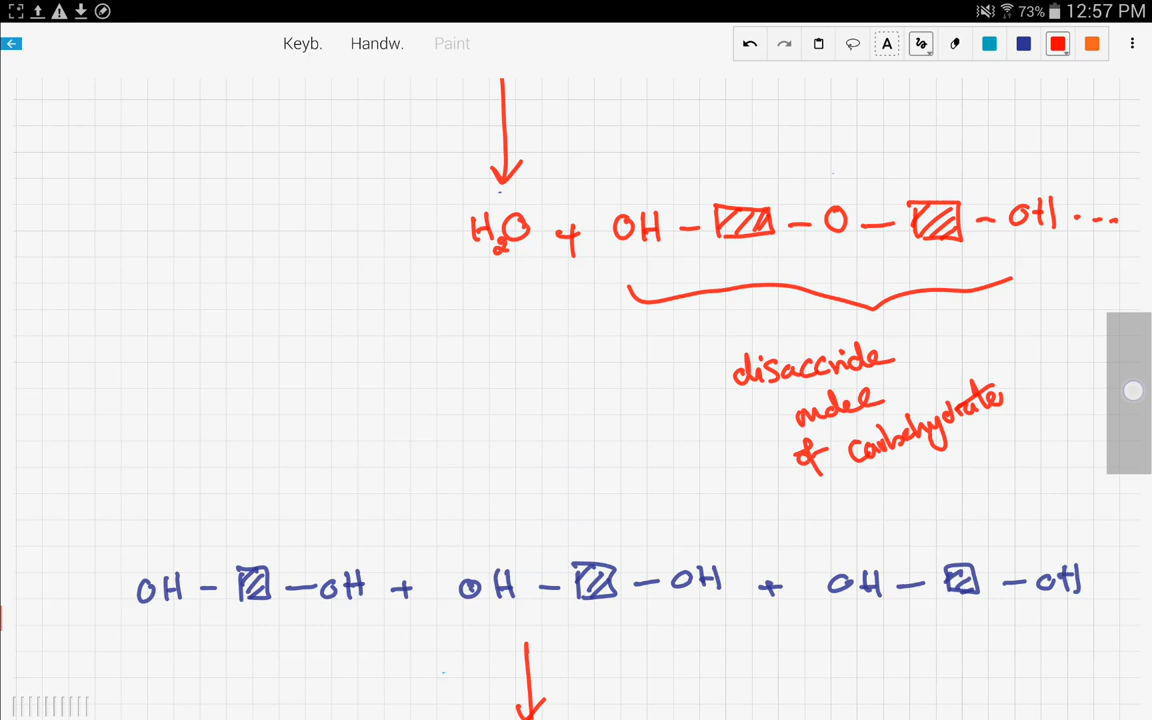 73% 12:57 PM
Keyb. Handw. Paint A
H₂O + OH - - O - - OH ...
disaccride
mdel
of carbohydrate
OH - - OH + OH - - OH + OH - - OH